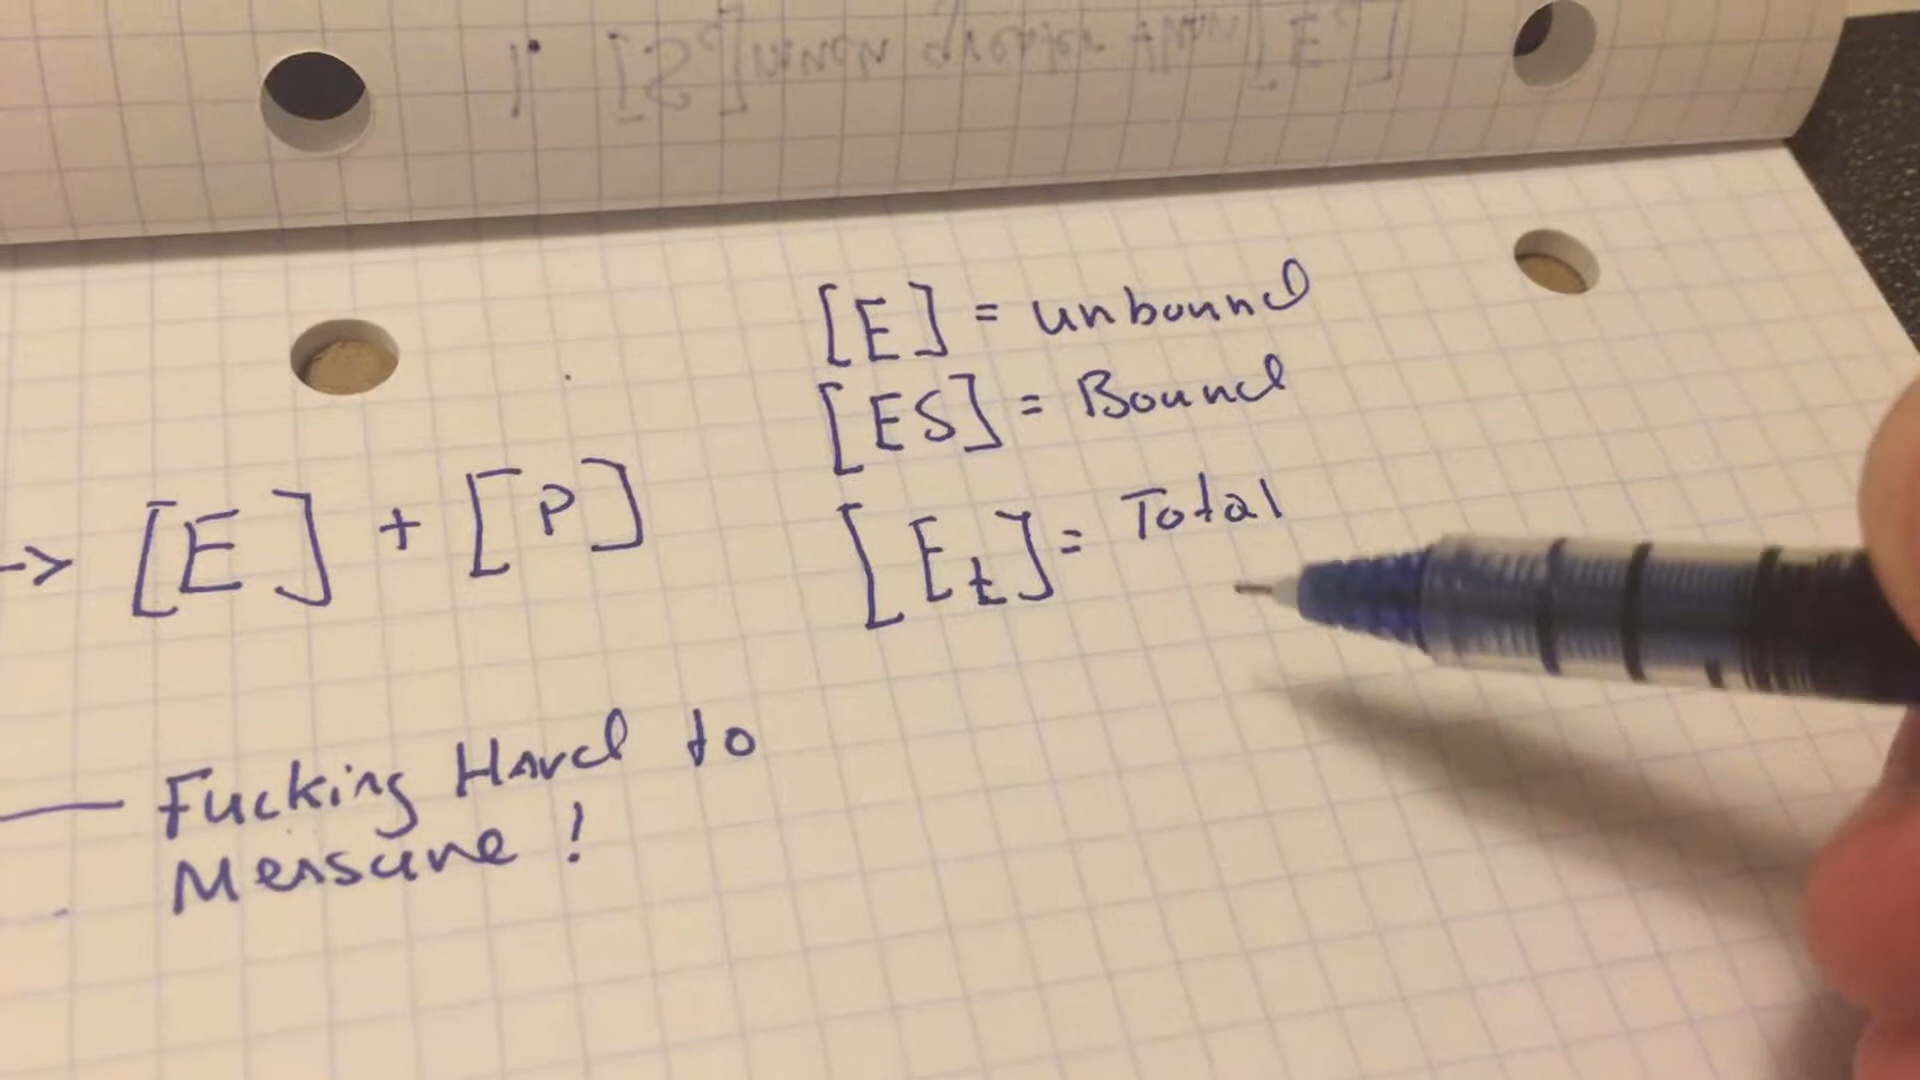 [E] = unbound
[ES] = Bound
-> [E] + [P]
[Et] = Total
— Fucking Hard to
Measure!